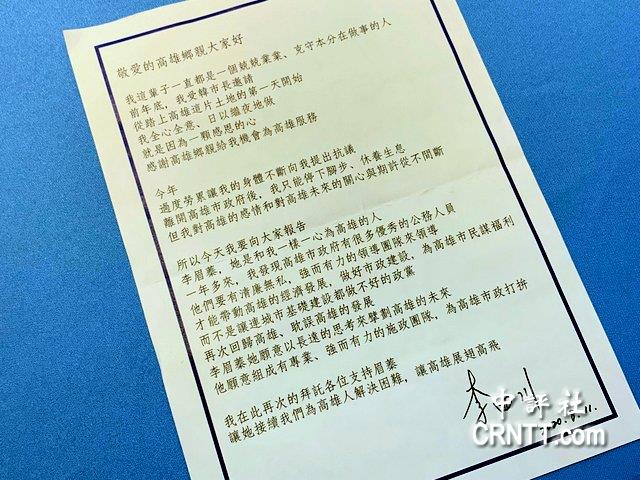 敬愛的高雄鄉親大家好
我這輩子一直都是一個兢兢業業、克守本分在做事的人
前年底，我受韓市長邀請
從踏上高雄這片土地的第一天開始
我全心全意、日以繼夜地做
就是因為一顆感恩的心
感謝高雄鄉親給我機會為高雄服務
今年
過度勞累讓我的身體不斷向我提出抗議
離開高雄市政府後，我只能停下腳步、休養生息
但我對高雄的感情和對高雄未來的關心與期許從不間斷
所以今天我要向大家報告
李眉蓁，她是和我一樣一心為高雄的人
一年多來，我發現高雄市政府有很多優秀的公務人員
他們要有清廉無私，強而有力的領導團隊來領導
才能帶動高雄的經濟發展，做好市政建設，為高雄市民謀福利
而不是讓連城市基礎建設都做不好的政黨
再次回歸高雄、耽誤高雄的發展
李眉蓁她願意以長遠的思考來擘劃高雄的未來
他願意組成有專業、強而有力的施政團隊，為高雄市政打拚
我在此再次的拜託各位支持眉蓁
讓她接續我們為高雄人解決困難，讓高雄展翅高飛
李
中評社
CRNTT.com